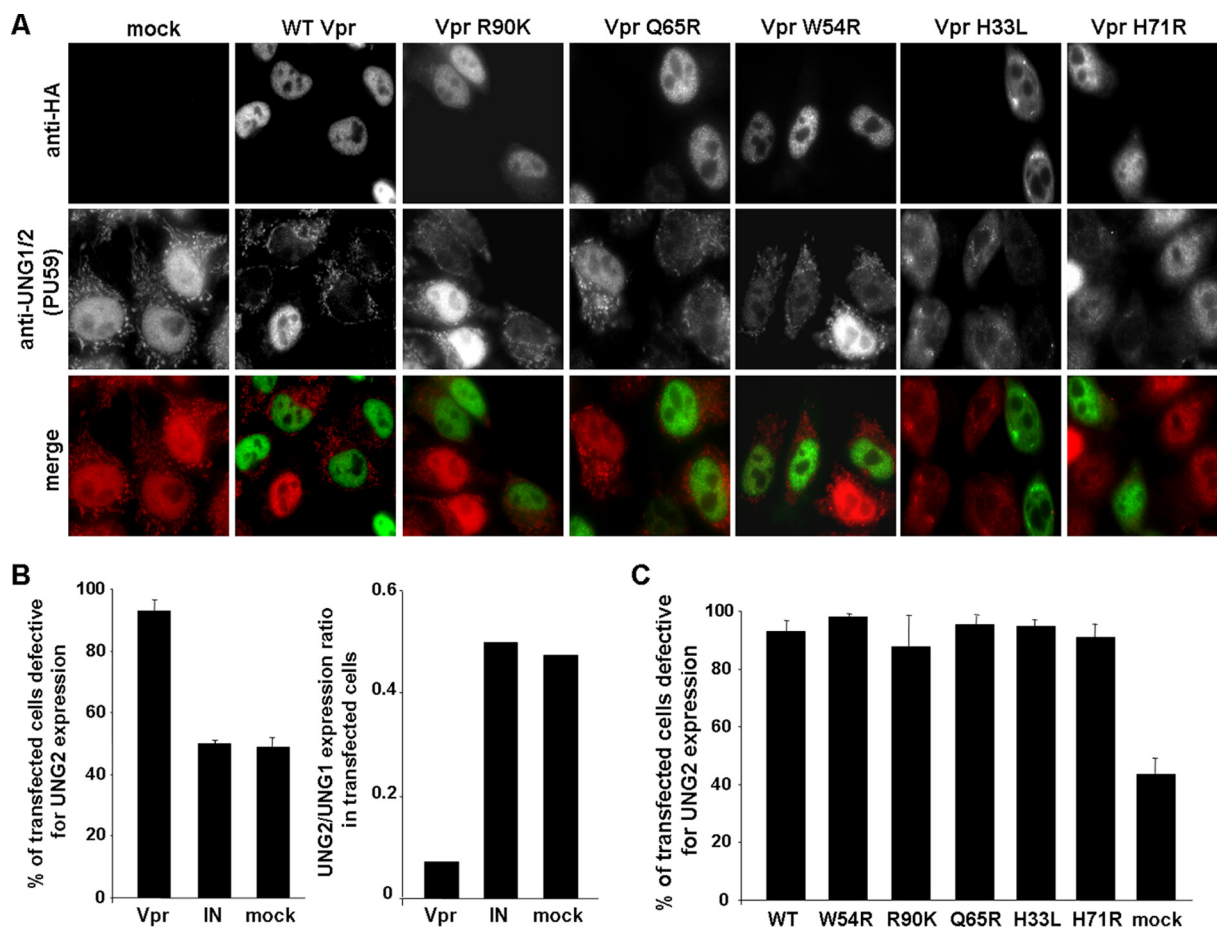 A
mock
WT Vpr
Vpr R90K
Vpr Q65R
Vpr W54R
Vpr H33L
Vpr H71R
anti-HA
anti-UNG1/2
(PU59)
merge
B
% of transfected cells defective
for UNG2 expression
100
80
60
40
20
0
Vpr
IN
mock
UNG2/UNG1 expression ratio
in transfected cells
0.6
0.4
0.2
0
Vpr
IN
mock
C
% of transfected cells defective
for UNG2 expression
100
80
60
40
20
0
WT
W54R
R90K
Q65R
H33L
H71R
mock